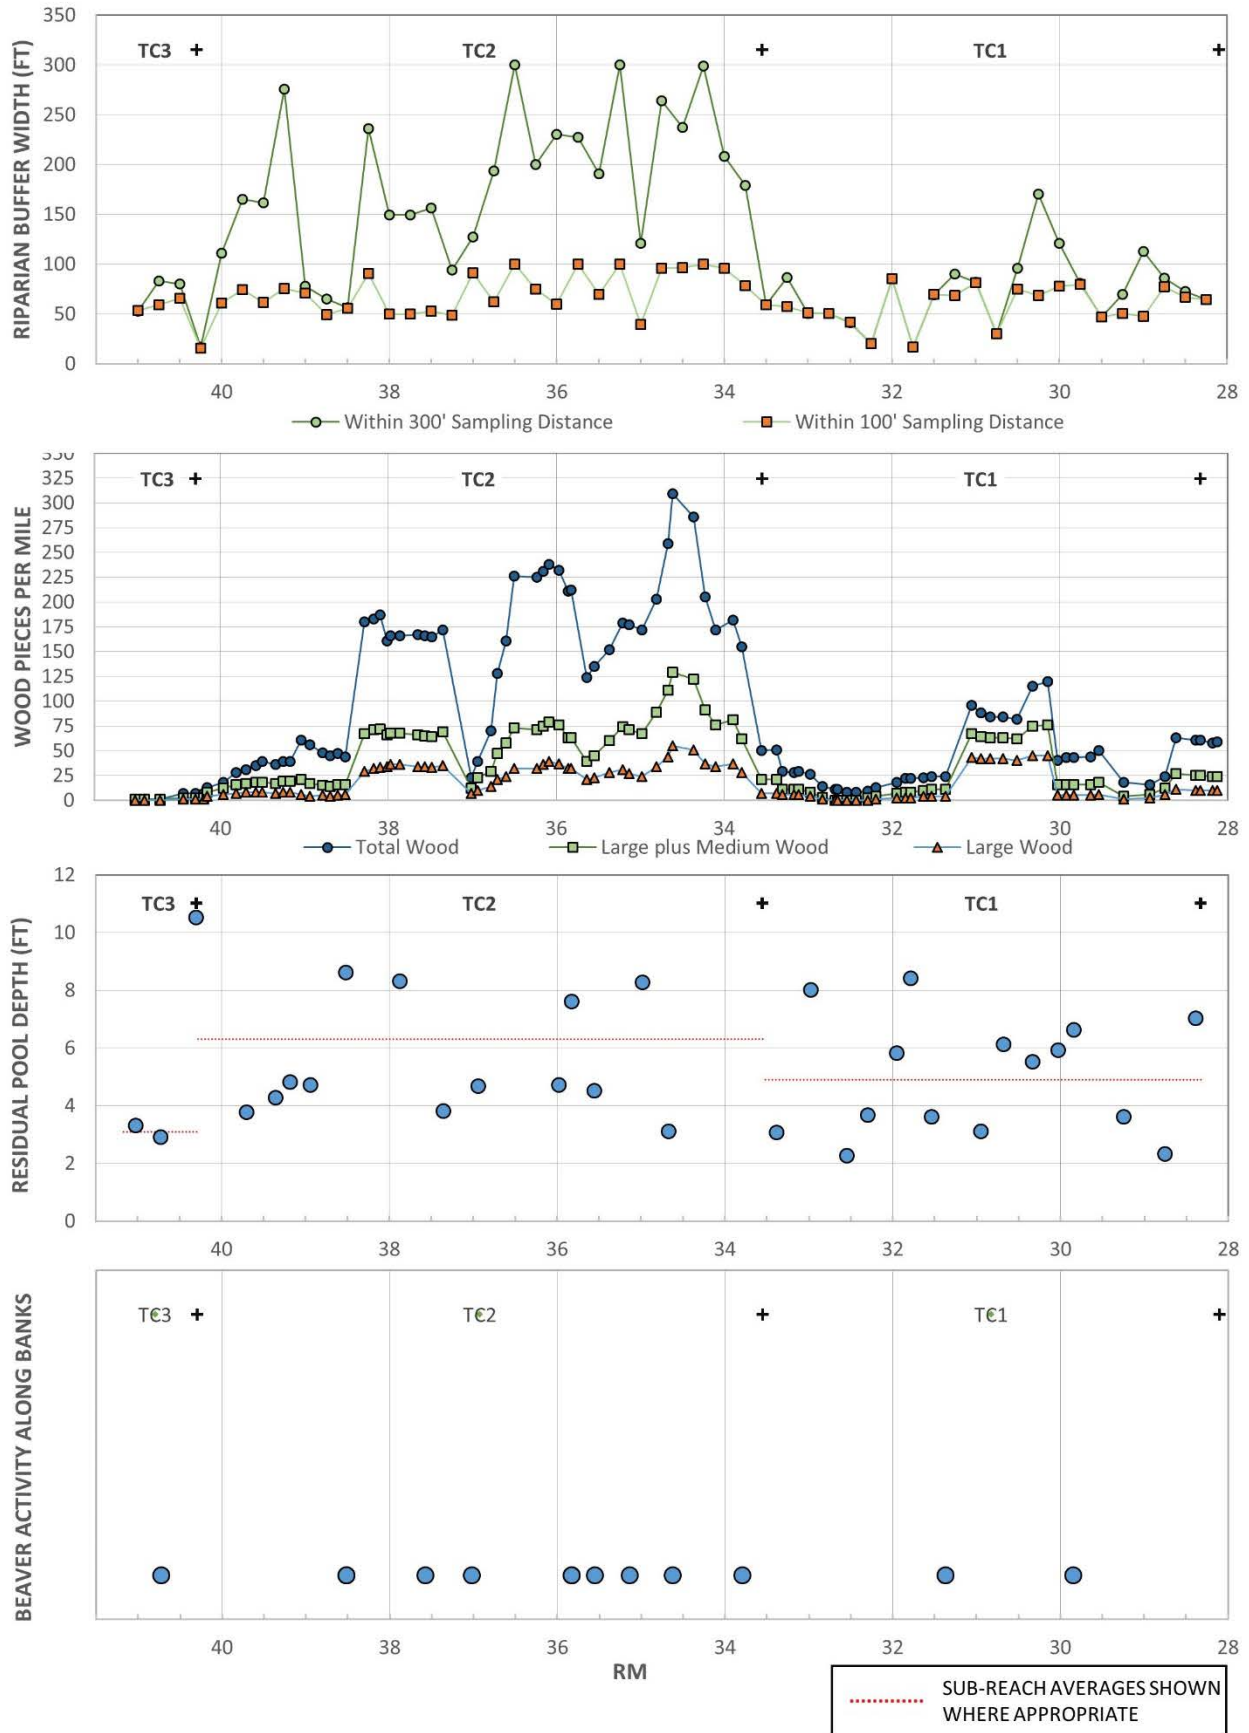 RIPARIAN BUFFER WIDTH (FT)
350
300
250
200
150
100
50
0
TC3 + TC2 + TC1 +
40 38 36 34 32 30 28
Within 300' Sampling Distance Within 100' Sampling Distance
WOOD PIECES PER MILE
350
325
300
275
250
225
200
175
150
125
100
75
50
25
0
TC3 + TC2 + TC1 +
40 38 36 34 32 30 28
Total Wood Large plus Medium Wood Large Wood
RESIDUAL POOL DEPTH (FT)
12
10
8
6
4
2
0
TC3 + TC2 + TC1 +
40 38 36 34 32 30 28
BEAVER ACTIVITY ALONG BANKS
TC3 + TC2 + TC1 +
40 38 36 34 32 30 28
RM
SUB-REACH AVERAGES SHOWN
WHERE APPROPRIATE